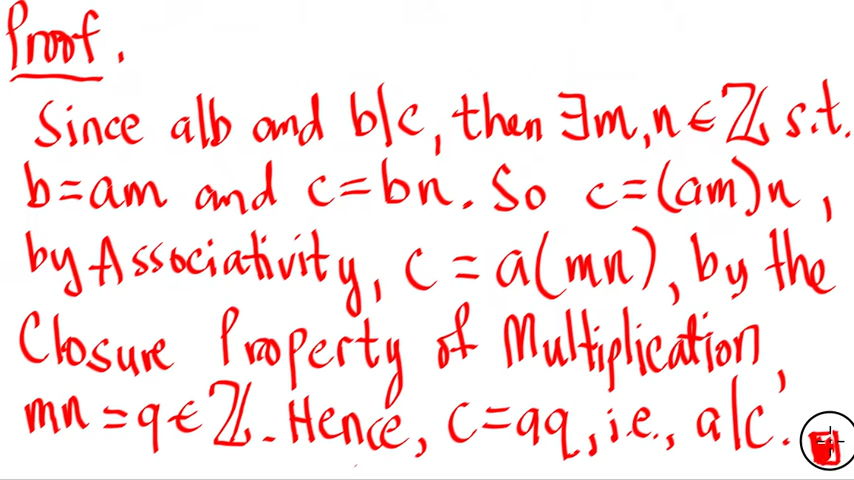 Proof.
Since a|b and b|c, then ∃m,n∈ℤ s.t.
b=am and c=bn. So c=(am)n,
by Associativity, c=a(mn), by the
Closure Property of Multiplication,
mn=q∈ℤ. Hence, c=aq, i.e., a|c.